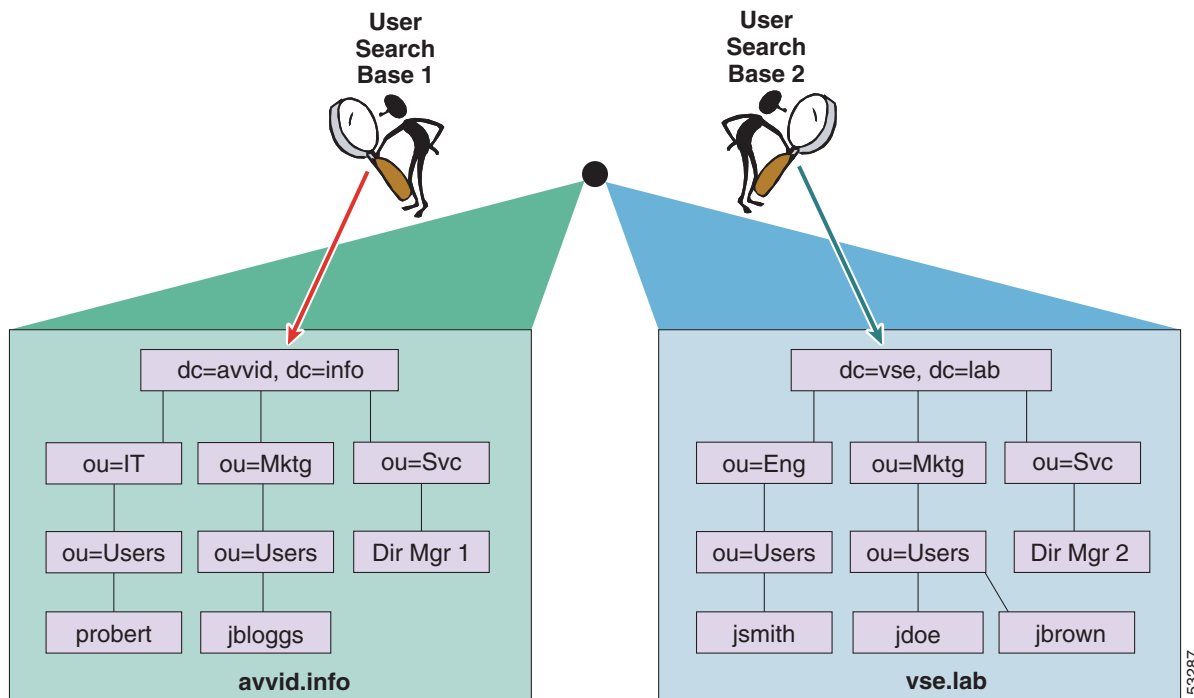 User
Search
Base 1
User
Search
Base 2
dc=avvid, dc=info
ou=IT
ou=Mktg
ou=Svc
ou=Users
ou=Users
Dir Mgr 1
probert
jbloggs
avvid.info
dc=vse, dc=lab
ou=Eng
ou=Mktg
ou=Svc
ou=Users
ou=Users
Dir Mgr 2
jsmith
jdoe
jbrown
vse.lab